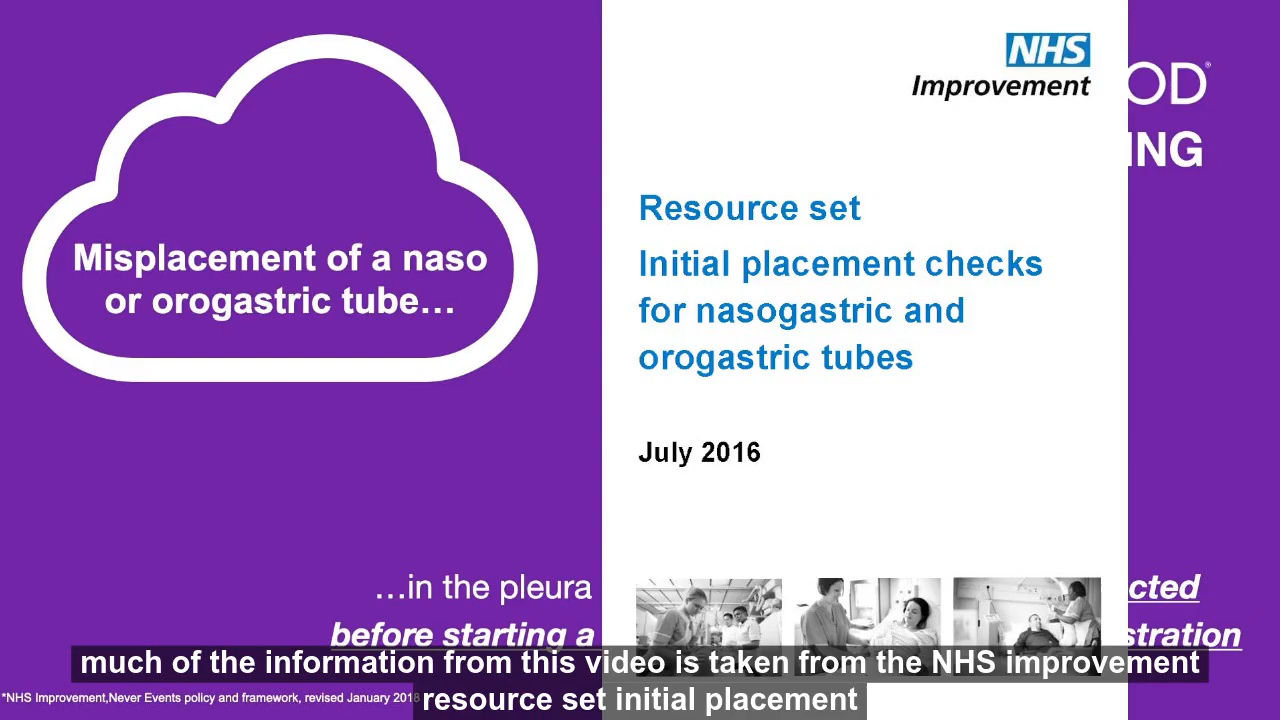 NHS
Improvement
OD®
ING
Misplacement of a naso
or orogastric tube…
Resource set
Initial placement checks
for nasogastric and
orogastric tubes
July 2016
…in the pleura
cted
before starting a
stration
much of the information from this video is taken from the NHS improvement
resource set initial placement
*NHS Improvement,Never Events policy and framework, revised January 2018